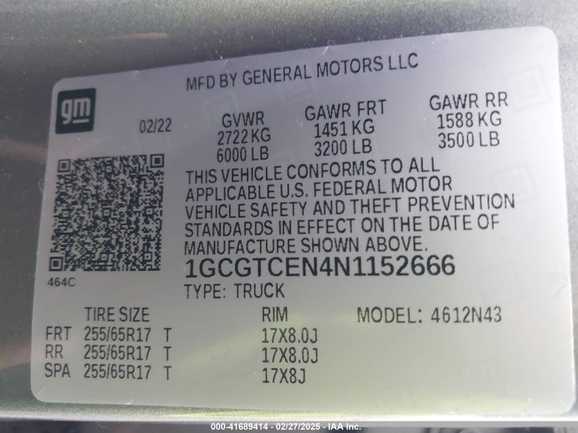 MFD BY GENERAL MOTORS LLC
gm
02/22
GVWR GAWR FRT GAWR RR
2722 KG 1451 KG 1588 KG
6000 LB 3200 LB 3500 LB
THIS VEHICLE CONFORMS TO ALL
APPLICABLE U.S. FEDERAL MOTOR
VEHICLE SAFETY AND THEFT PREVENTION
STANDARDS IN EFFECT ON THE DATE OF
MANUFACTURE SHOWN ABOVE.
1GCGTCEN4N1152666
464C
TYPE: TRUCK
TIRE SIZE RIM MODEL: 4612N43
FRT 255/65R17 T 17X8.0J
RR 255/65R17 T 17X8.0J
SPA 255/65R17 T 17X8J
000-41689414 - 02/27/2025 - IAA Inc.